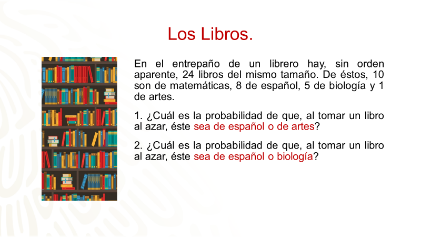 Los Libros.
En el entrepaño de un librero hay, sin orden
aparente, 24 libros del mismo tamaño. De éstos, 10
son de matemáticas, 8 de español, 5 de biología y 1
de artes.
1. ¿Cuál es la probabilidad de que, al tomar un libro
al azar, éste sea de español o de artes?
2. ¿Cuál es la probabilidad de que, al tomar un libro
al azar, éste sea de español o biología?